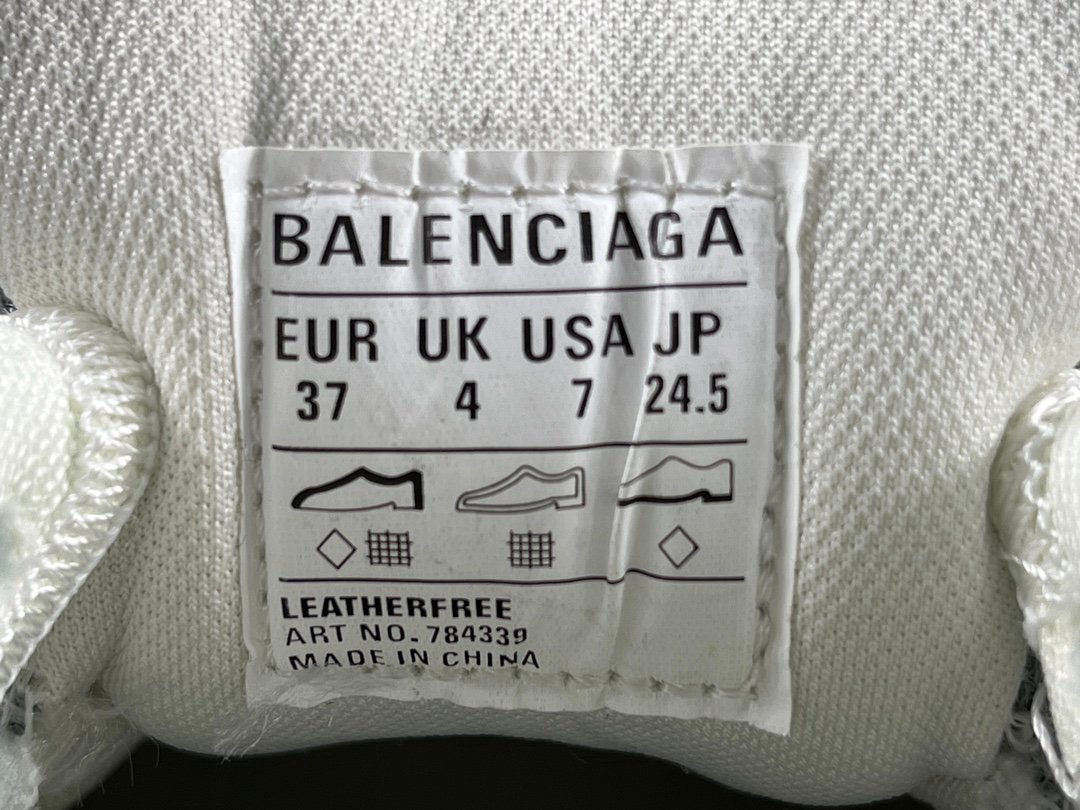 BALENCIAGA
EUR UK USA JP
37 4 7 24.5
LEATHERFREE
ART NO. 784339
MADE IN CHINA